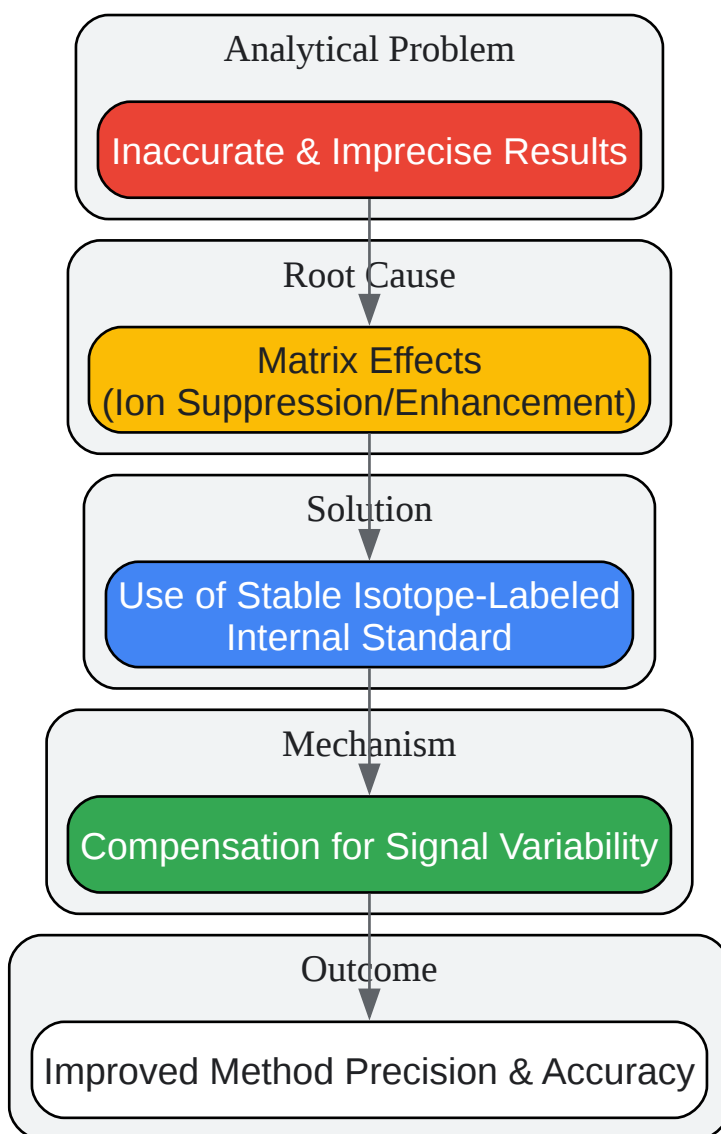 Analytical Problem
Inaccurate & Imprecise Results
Root Cause
Matrix Effects
(Ion Suppression/Enhancement)
Solution
Use of Stable Isotope-Labeled
Internal Standard
Mechanism
Compensation for Signal Variability
Outcome
Improved Method Precision & Accuracy